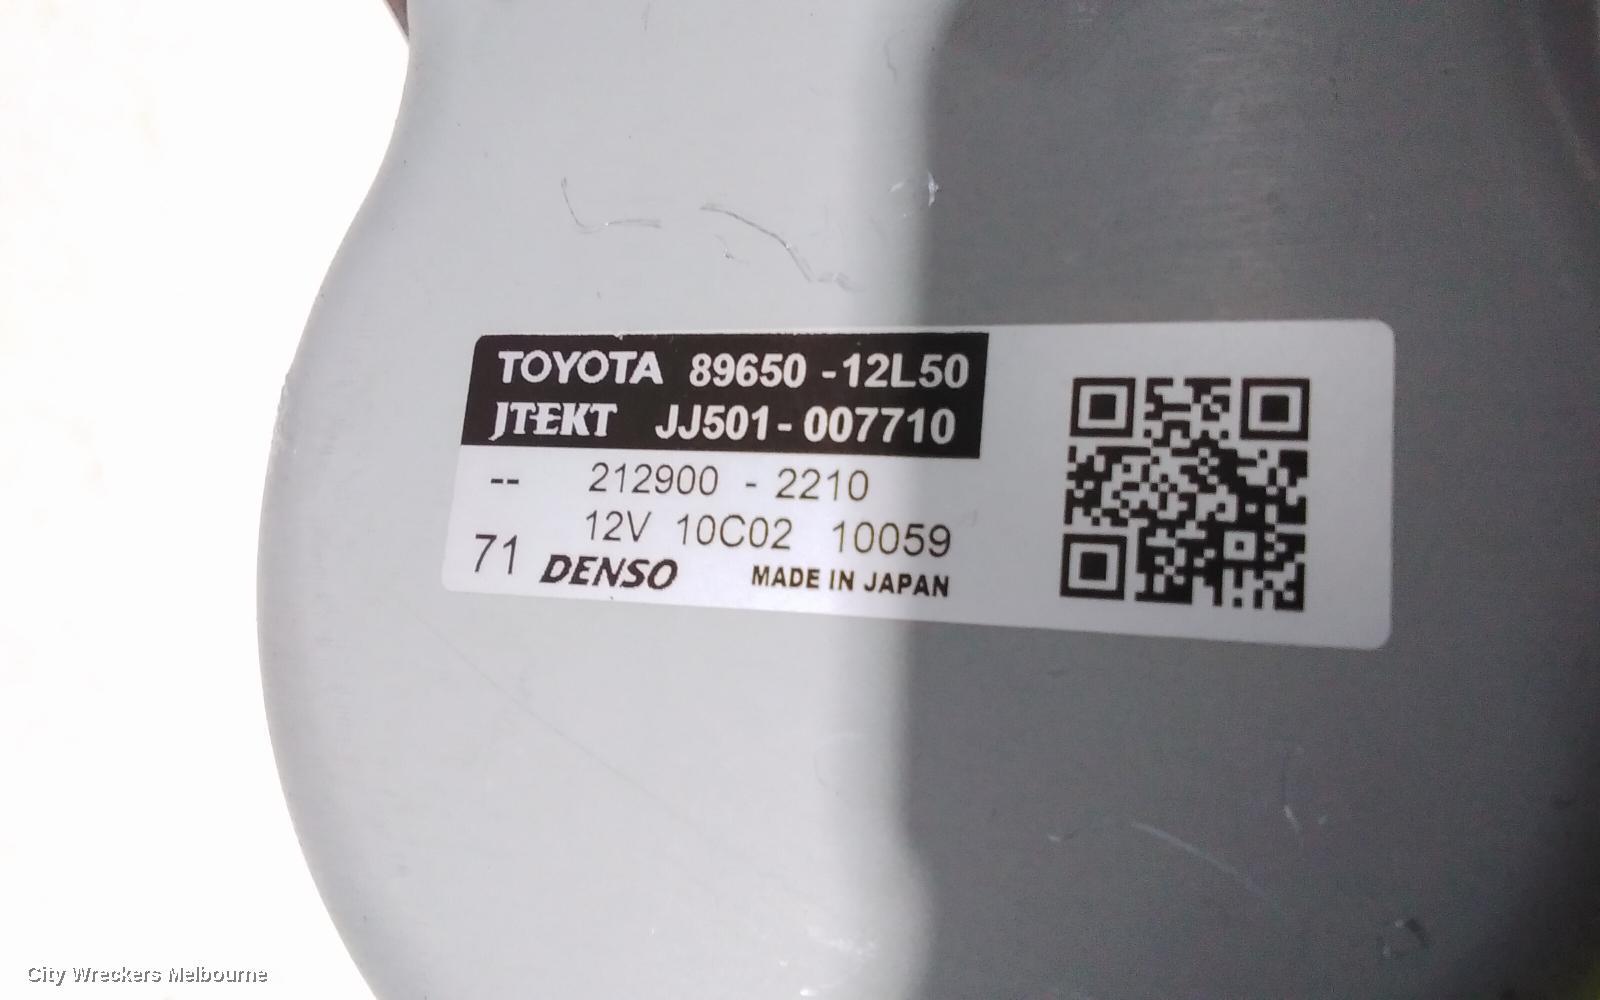 TOYOTA 89650 -12L50
JTEKT JJ501-007710
-- 212900 - 2210
12V 10C02 10059
71 DENSO MADE IN JAPAN
City Wreckers Melbourne